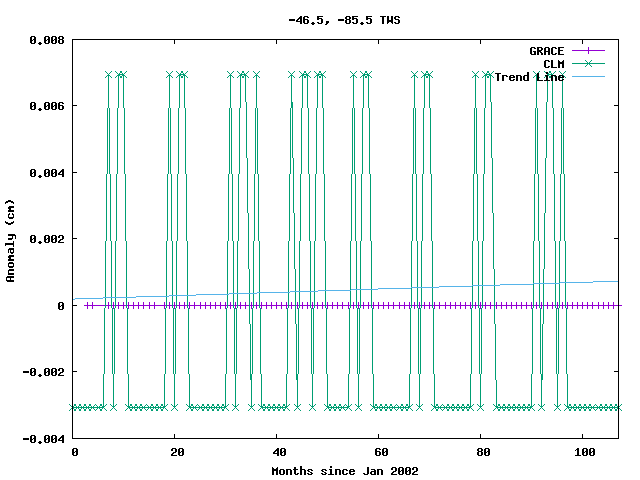 -46.5, -85.5 TWS
0.008
0.006
0.004
0.002
0
-0.002
-0.004
Anomaly (cm)
GRACE
CLM
Trend Line
0 20 40 60 80 100
Months since Jan 2002